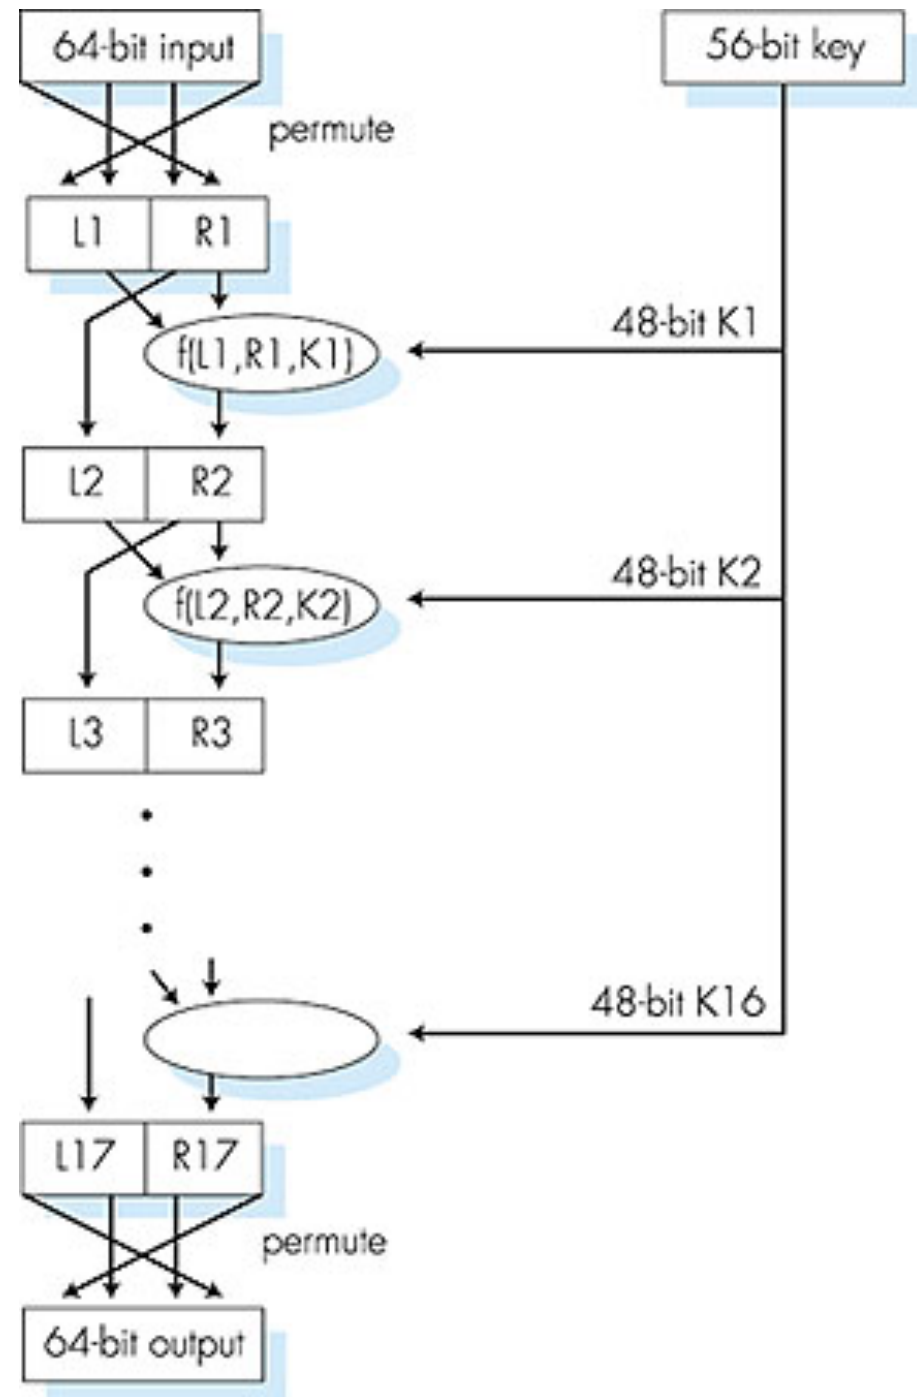 64-bit input
56-bit key
permute
L1 R1
48-bit K1
f(L1,R1,K1)
L2 R2
48-bit K2
f(L2,R2,K2)
L3 R3
48-bit K16
L17 R17
permute
64-bit output